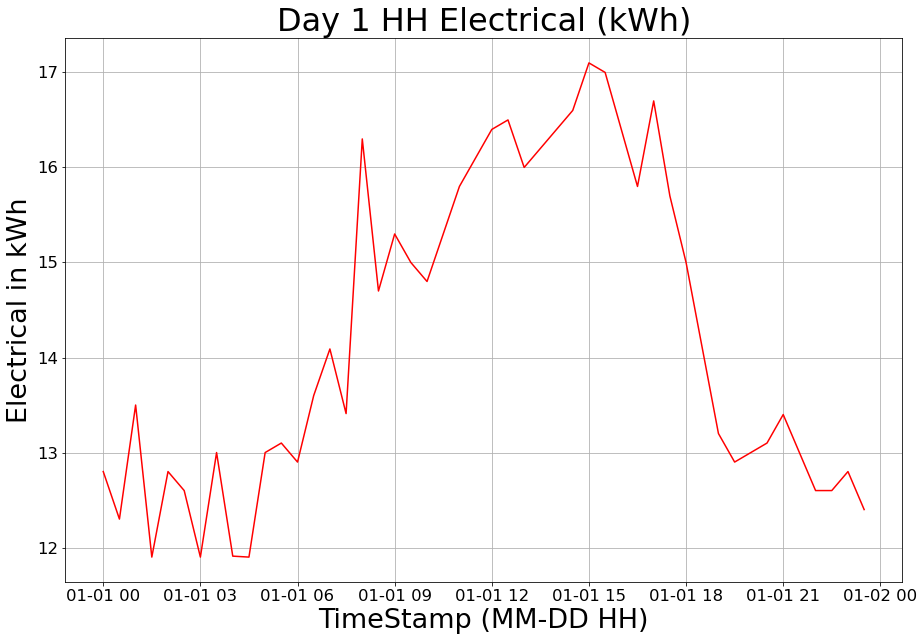 Day 1 HH Electrical (kWh)
Electrical in kWh
17
16
15
14
13
12
01-01 00 01-01 03 01-01 06 01-01 09 01-01 12 01-01 15 01-01 18 01-01 21 01-02 00
TimeStamp (MM-DD HH)